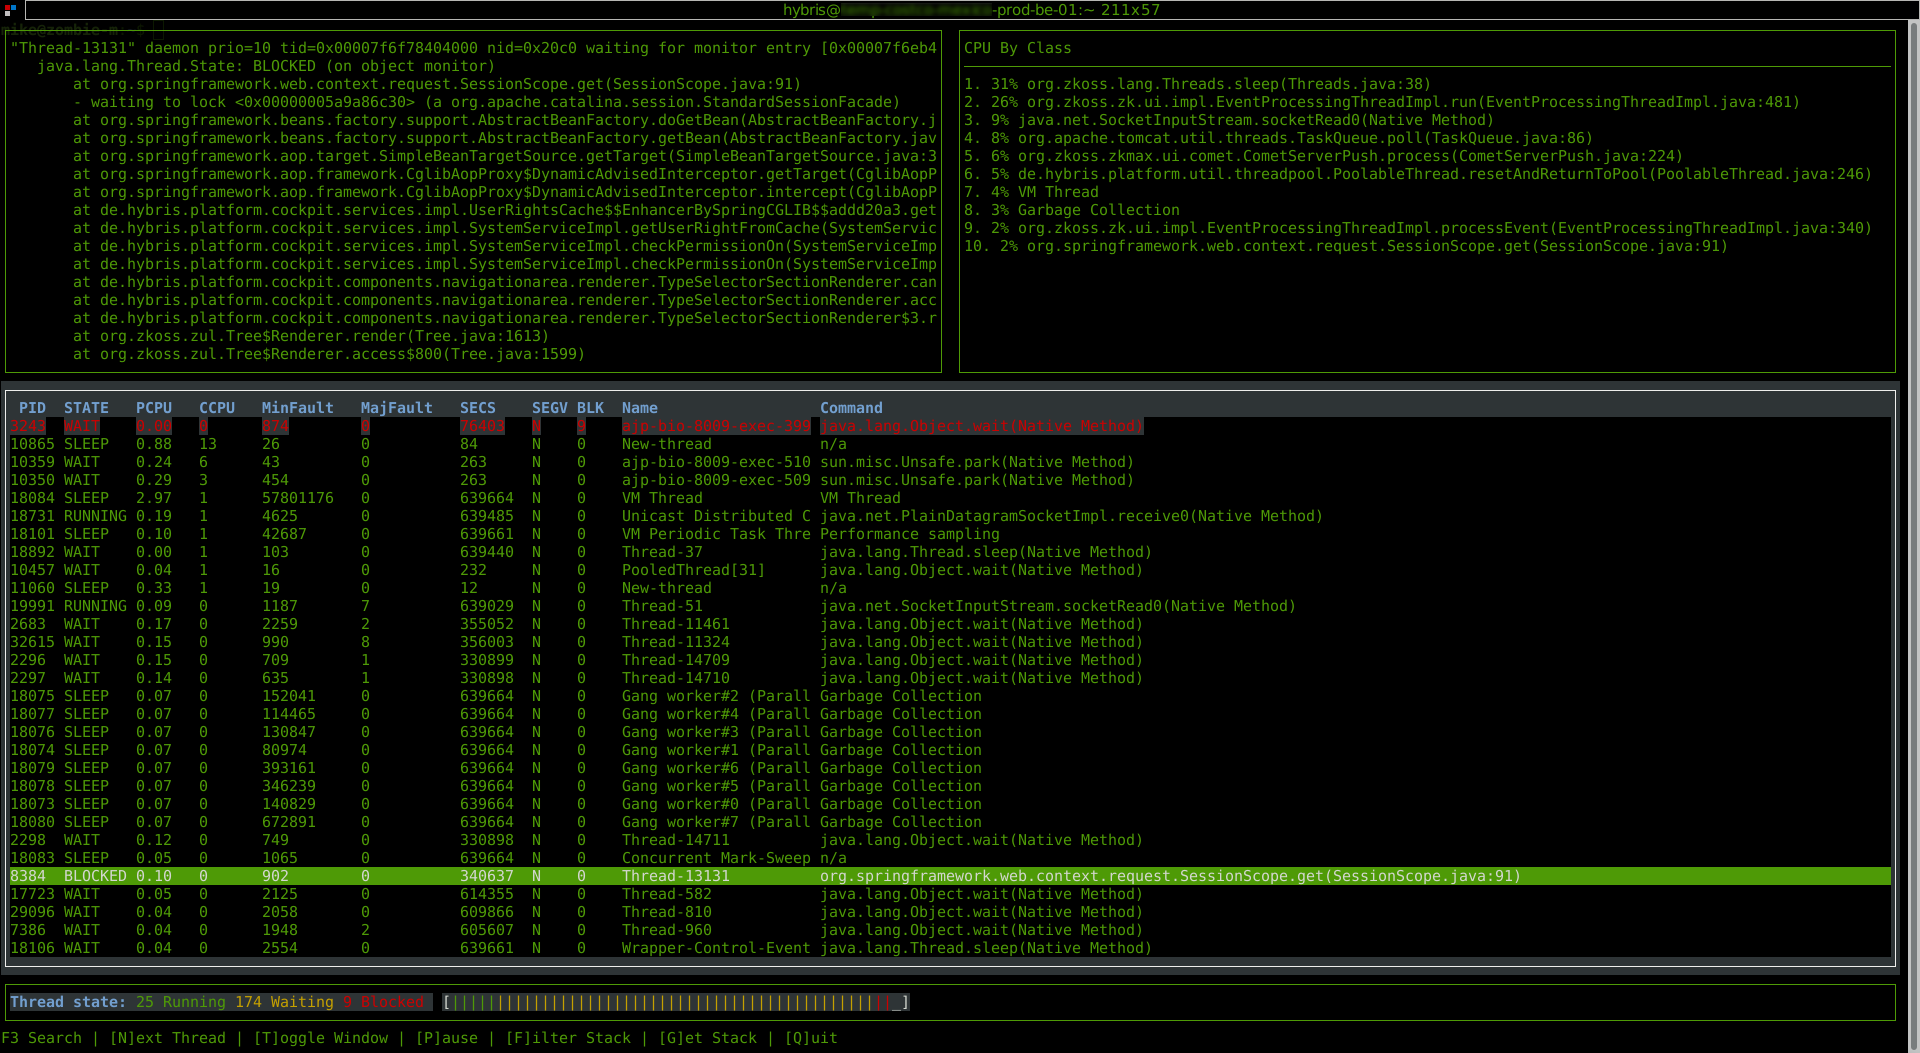 hybris@ -prod-be-01:~ 211x57
"Thread-13131" daemon prio=10 tid=0x00007f6f78404000 nid=0x20c0 waiting for monitor entry [0x00007f6eb4
java.lang.Thread.State: BLOCKED (on object monitor)
at org.springframework.web.context.request.SessionScope.get(SessionScope.java:91)
- waiting to lock <0x00000005a9a86c30> (a org.apache.catalina.session.StandardSessionFacade)
at org.springframework.beans.factory.support.AbstractBeanFactory.doGetBean(AbstractBeanFactory.j
at org.springframework.beans.factory.support.AbstractBeanFactory.getBean(AbstractBeanFactory.jav
at org.springframework.aop.target.SimpleBeanTargetSource.getTarget(SimpleBeanTargetSource.java:3
at org.springframework.aop.framework.CglibAopProxy$DynamicAdvisedInterceptor.getTarget(CglibAopP
at org.springframework.aop.framework.CglibAopProxy$DynamicAdvisedInterceptor.intercept(CglibAopP
at de.hybris.platform.cockpit.services.impl.UserRightsCache$$EnhancerBySpringCGLIB$$addd20a3.get
at de.hybris.platform.cockpit.services.impl.SystemServiceImpl.getUserRightFromCache(SystemServic
at de.hybris.platform.cockpit.services.impl.SystemServiceImpl.checkPermissionOn(SystemServiceImp
at de.hybris.platform.cockpit.services.impl.SystemServiceImpl.checkPermissionOn(SystemServiceImp
at de.hybris.platform.cockpit.components.navigationarea.renderer.TypeSelectorSectionRenderer.can
at de.hybris.platform.cockpit.components.navigationarea.renderer.TypeSelectorSectionRenderer.acc
at de.hybris.platform.cockpit.components.navigationarea.renderer.TypeSelectorSectionRenderer$3.r
at org.zkoss.zul.Tree$Renderer.render(Tree.java:1613)
at org.zkoss.zul.Tree$Renderer.access$800(Tree.java:1599)
CPU By Class
1. 31% org.zkoss.lang.Threads.sleep(Threads.java:38)
2. 26% org.zkoss.zk.ui.impl.EventProcessingThreadImpl.run(EventProcessingThreadImpl.java:481)
3. 9% java.net.SocketInputStream.socketRead0(Native Method)
4. 8% org.apache.tomcat.util.threads.TaskQueue.poll(TaskQueue.java:86)
5. 6% org.zkoss.zkmax.ui.comet.CometServerPush.process(CometServerPush.java:224)
6. 5% de.hybris.platform.util.threadpool.PoolableThread.resetAndReturnToPool(PoolableThread.java:246)
7. 4% VM Thread
8. 3% Garbage Collection
9. 2% org.zkoss.zk.ui.impl.EventProcessingThreadImpl.processEvent(EventProcessingThreadImpl.java:340)
10. 2% org.springframework.web.context.request.SessionScope.get(SessionScope.java:91)
PID STATE PCPU CCPU MinFault MajFault SECS SEGV BLK Name Command
3243 WAIT 0.80 0 874 0 76403 N 9 ajp-bio-8009-exec-399 java.lang.Object.wait(Native Method)
10865 SLEEP 0.88 13 26 0 84 N 0 New-thread n/a
10359 WAIT 0.24 6 43 0 263 N 0 ajp-bio-8009-exec-510 sun.misc.Unsafe.park(Native Method)
10350 WAIT 0.29 3 454 0 263 N 0 ajp-bio-8009-exec-509 sun.misc.Unsafe.park(Native Method)
18084 SLEEP 2.97 1 57801176 0 639664 N 0 VM Thread VM Thread
18731 RUNNING 0.19 1 4625 0 639485 N 0 Unicast Distributed C java.net.PlainDatagramSocketImpl.receive0(Native Method)
18101 SLEEP 0.10 1 42687 0 639661 N 0 VM Periodic Task Thre Performance sampling
18892 WAIT 0.00 1 103 0 639440 N 0 Thread-37 java.lang.Thread.sleep(Native Method)
10457 WAIT 0.04 1 16 0 232 N 0 PooledThread[31] java.lang.Object.wait(Native Method)
11060 SLEEP 0.33 1 19 0 12 N 0 New-thread n/a
19991 RUNNING 0.09 0 1187 7 639029 N 0 Thread-51 java.net.SocketInputStream.socketRead0(Native Method)
2683 WAIT 0.17 0 2259 2 355052 N 0 Thread-11461 java.lang.Object.wait(Native Method)
32615 WAIT 0.15 0 990 8 356003 N 0 Thread-11324 java.lang.Object.wait(Native Method)
2296 WAIT 0.15 0 709 1 330899 N 0 Thread-14709 java.lang.Object.wait(Native Method)
2297 WAIT 0.14 0 635 1 330898 N 0 Thread-14710 java.lang.Object.wait(Native Method)
18075 SLEEP 0.07 0 152041 0 639664 N 0 Gang worker#2 (Parall Garbage Collection
18077 SLEEP 0.07 0 114465 0 639664 N 0 Gang worker#4 (Parall Garbage Collection
18076 SLEEP 0.07 0 130847 0 639664 N 0 Gang worker#3 (Parall Garbage Collection
18074 SLEEP 0.07 0 80974 0 639664 N 0 Gang worker#1 (Parall Garbage Collection
18079 SLEEP 0.07 0 393161 0 639664 N 0 Gang worker#6 (Parall Garbage Collection
18078 SLEEP 0.07 0 346239 0 639664 N 0 Gang worker#5 (Parall Garbage Collection
18073 SLEEP 0.07 0 140829 0 639664 N 0 Gang worker#0 (Parall Garbage Collection
18080 SLEEP 0.07 0 672891 0 639664 N 0 Gang worker#7 (Parall Garbage Collection
2298 WAIT 0.12 0 749 0 330898 N 0 Thread-14711 java.lang.Object.wait(Native Method)
18083 SLEEP 0.05 0 1065 0 639664 N 0 Concurrent Mark-Sweep n/a
8384 BLOCKED 0.10 0 902 0 340637 N 0 Thread-13131 org.springframework.web.context.request.SessionScope.get(SessionScope.java:91)
17723 WAIT 0.05 0 2125 0 614355 N 0 Thread-582 java.lang.Object.wait(Native Method)
29096 WAIT 0.04 0 2058 0 609866 N 0 Thread-810 java.lang.Object.wait(Native Method)
7386 WAIT 0.04 0 1948 2 605607 N 0 Thread-960 java.lang.Object.wait(Native Method)
18106 WAIT 0.04 0 2554 0 639661 N 0 Wrapper-Control-Event java.lang.Thread.sleep(Native Method)
Thread state: 25 Running 174 Waiting 9 Blocked [||||||||||||||||||||||||||||||||||||||||||||||||| _]
F3 Search | [N]ext Thread | [T]oggle Window | [P]ause | [F]ilter Stack | [G]et Stack | [Q]uit